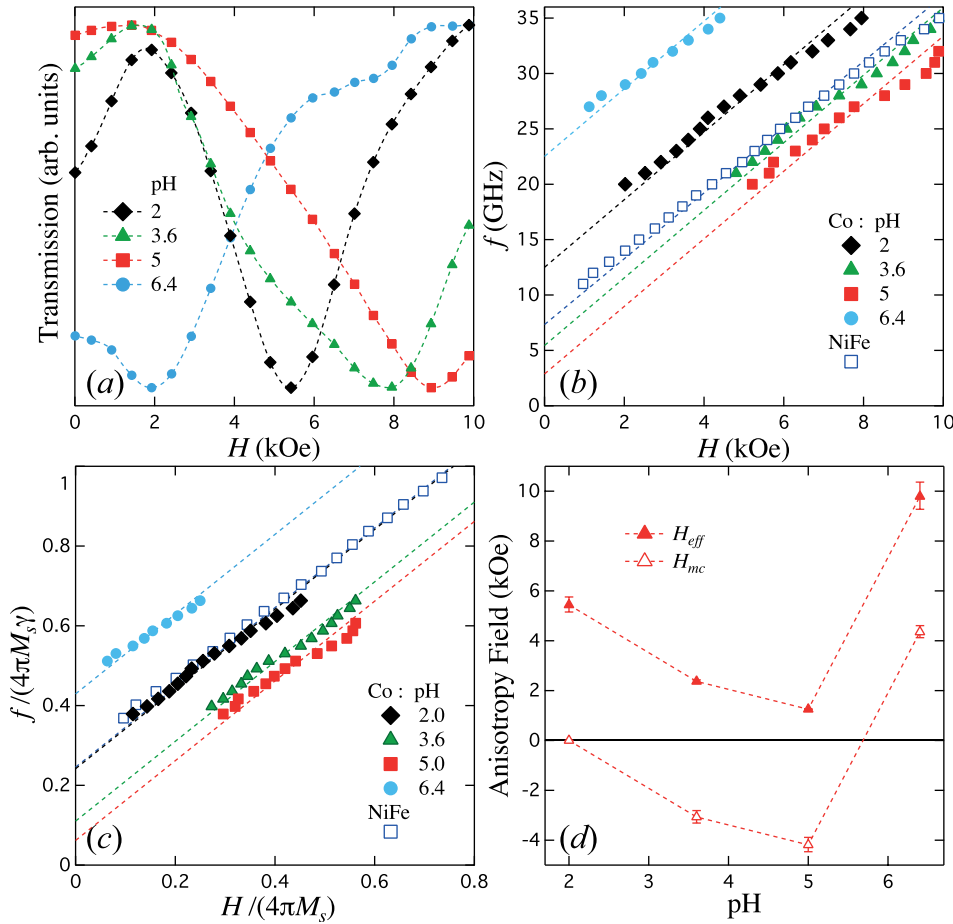 Transmission (arb. units)
pH
2
3.6
5
6.4
(a)
0 2 4 6 8 10
H (kOe)
f (GHz)
35
30
25
20
15
10
5
0
Co : pH
2
3.6
5
6.4
NiFe
(b)
0 2 4 6 8 10
H (kOe)
f /(4πMsγ)
1
0.8
0.6
0.4
0.2
0
Co : pH
2.0
3.6
5.0
6.4
NiFe
(c)
0 0.2 0.4 0.6 0.8
H /(4πMs)
Anisotropy Field (kOe)
10
8
6
4
2
0
-2
-4
Heff
Hmc
(d)
2 3 4 5 6
pH